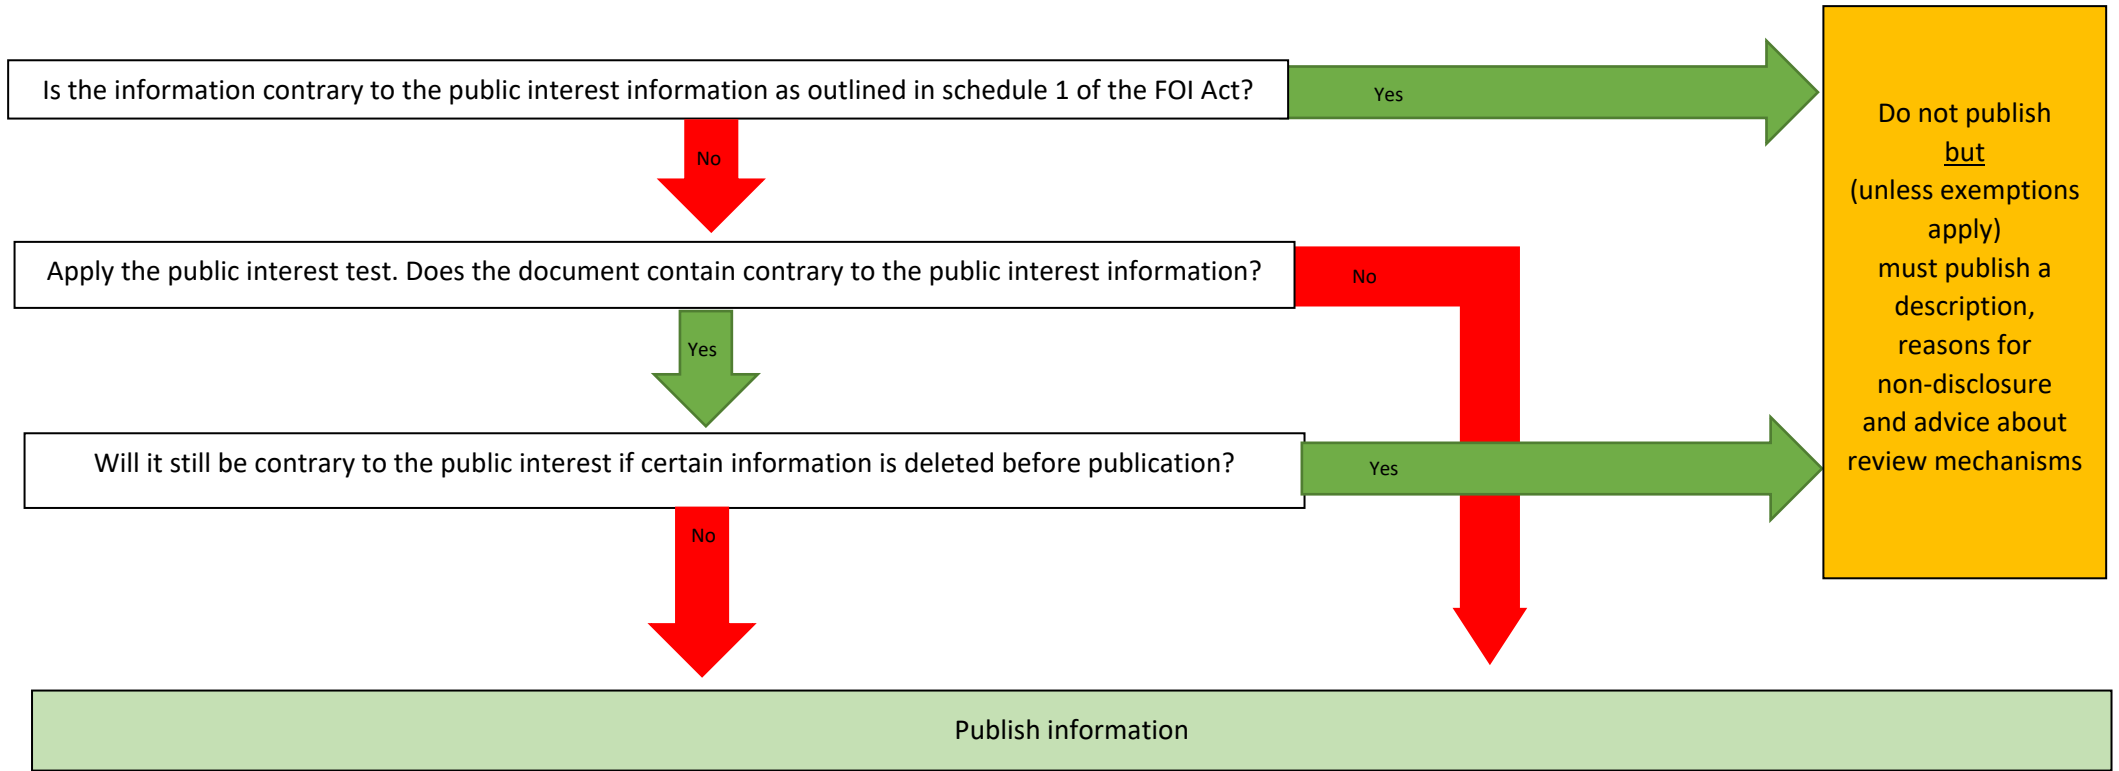 Is the information contrary to the public interest information as outlined in schedule 1 of the FOI Act?
Yes
No
Apply the public interest test. Does the document contain contrary to the public interest information?
No
Yes
Will it still be contrary to the public interest if certain information is deleted before publication?
Yes
No
Do not publish
but
(unless exemptions
apply)
must publish a
description,
reasons for
non-disclosure
and advice about
review mechanisms
Publish information